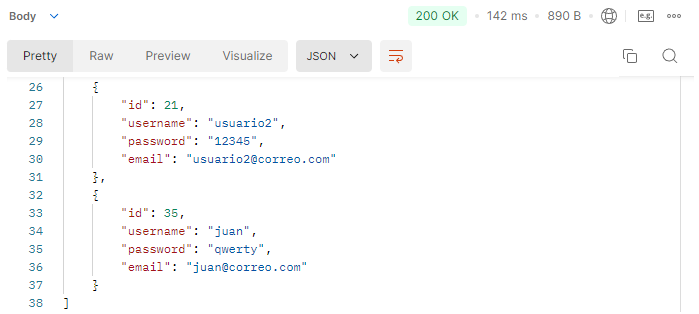 Body 200 OK 142 ms 890 B e.g.
Pretty Raw Preview Visualize JSON
26 {
27 "id": 21,
28 "username": "usuario2",
29 "password": "12345",
30 "email": "usuario2@correo.com"
31 },
32 {
33 "id": 35,
34 "username": "juan",
35 "password": "qwerty",
36 "email": "juan@correo.com"
37 }
38 ]